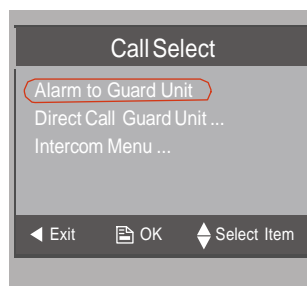 Call Select
Alarm to Guard Unit
Direct Call Guard Unit ...
Intercom Menu ...
Exit OK Select Item